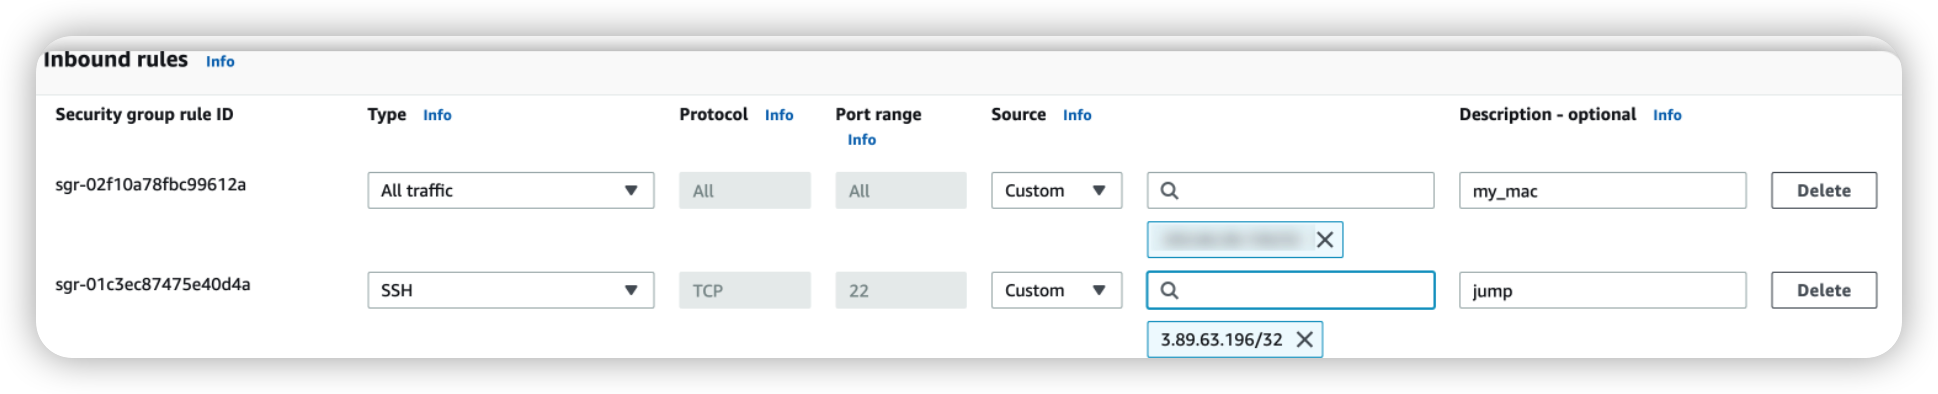 Inbound rules Info
Security group rule ID Type Info Protocol Info Port range Info Source Info Description - optional Info
sgr-02f10a78fbc99612a All traffic All All Custom my_mac Delete
sgr-01c3ec87475e40d4a SSH TCP 22 Custom jump Delete
3.89.63.196/32